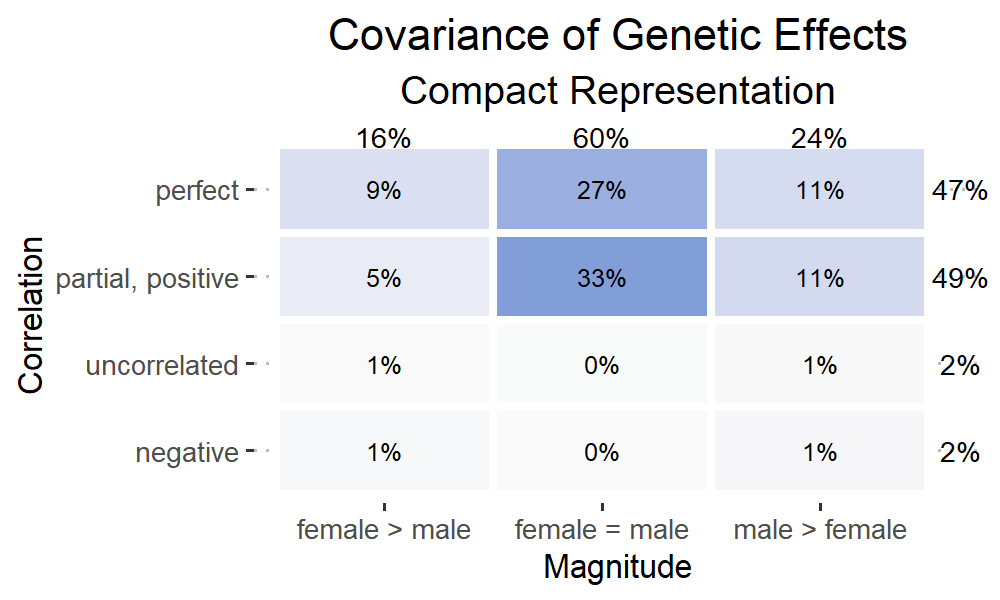 Covariance of Genetic Effects
Compact Representation
16% 60% 24%
perfect 9% 27% 11% 47%
partial, positive 5% 33% 11% 49%
uncorrelated 1% 0% 1% 2%
negative 1% 0% 1% 2%
Correlation
female > male female = male male > female
Magnitude